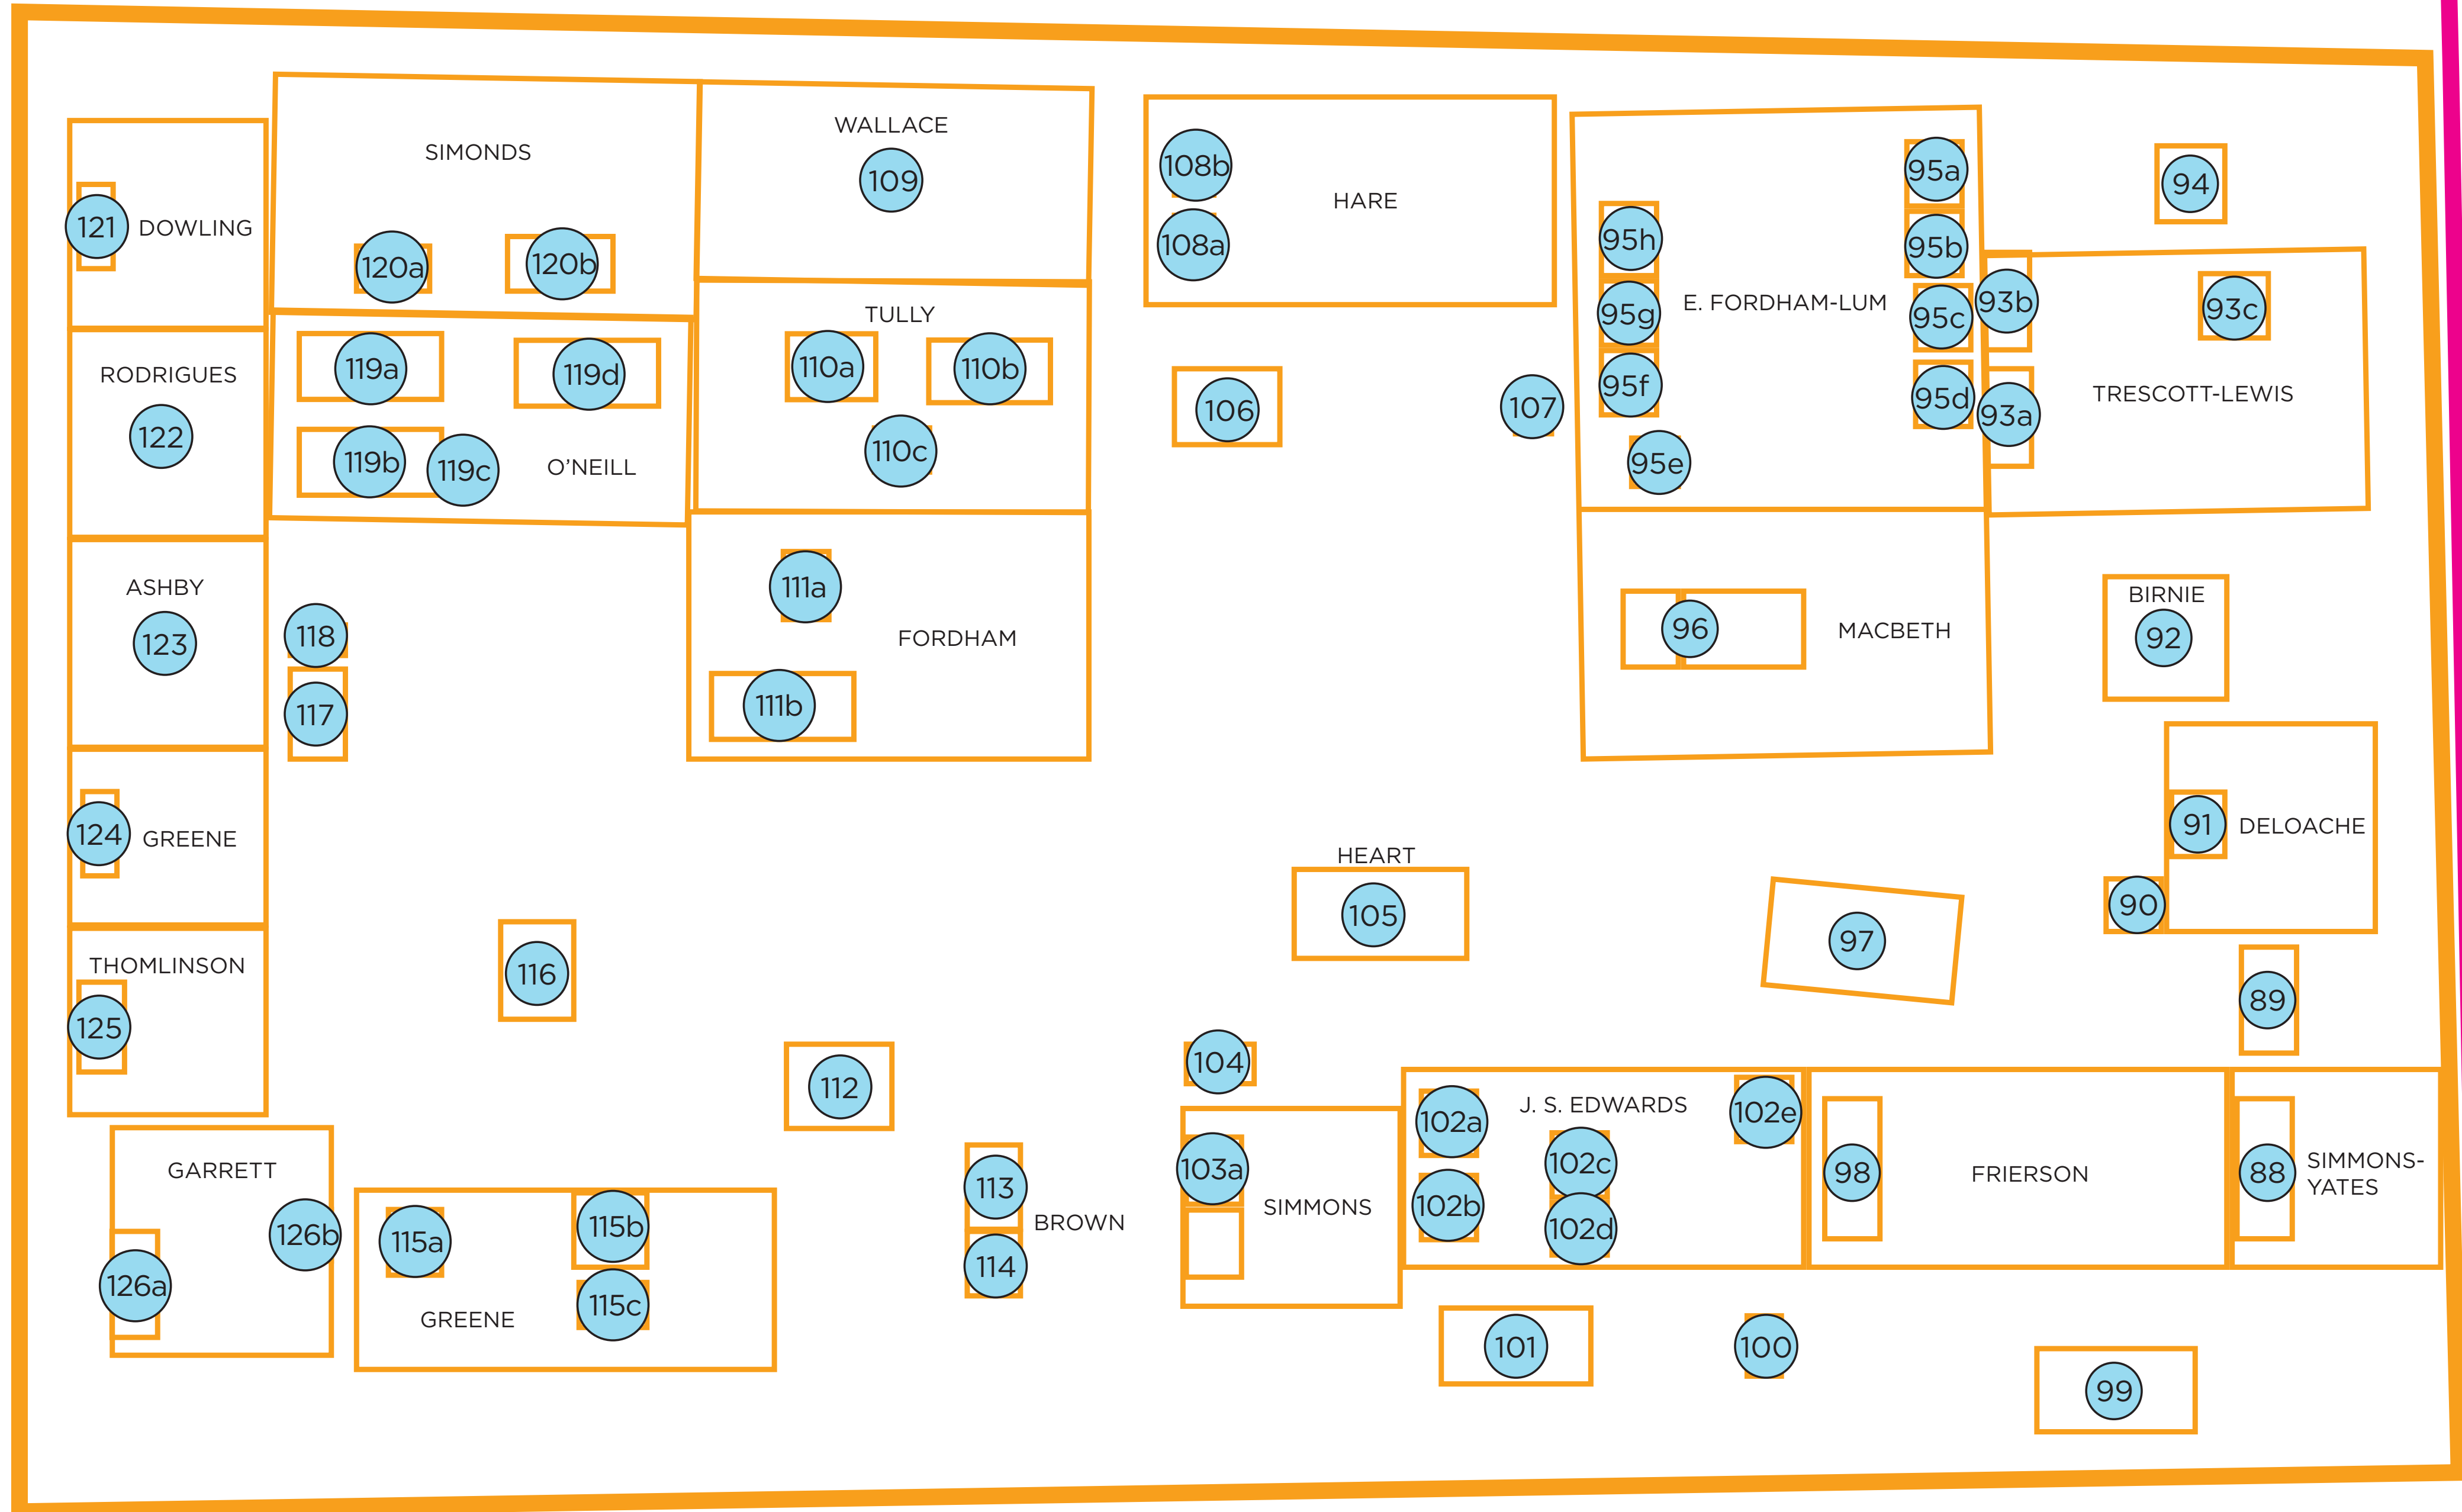 SIMONDS
WALLACE
109
108b
HARE
108a
95a
94
121
DOWLING
120a
120b
95h
95b
RODRIGUES
122
TULLY
110a
110b
110c
E. FORDHAM-LUM
95g
95c
93b
93c
119a
119d
119b
119c
O'NEILL
106
107
95f
95d
93a
TRESCOTT-LEWIS
95e
ASHBY
123
118
117
111a
FORDHAM
111b
96
MACBETH
BIRNIE
92
124
GREENE
HEART
105
91
DELOACHE
90
97
THOMLINSON
125
116
89
112
104
GARRETT
126b
126a
115a
115b
115c
GREENE
113
BROWN
114
103a
SIMMONS
102a
J. S. EDWARDS
102e
102c
102b
102d
98
FRIERSON
88
SIMMONS-
YATES
101
100
99